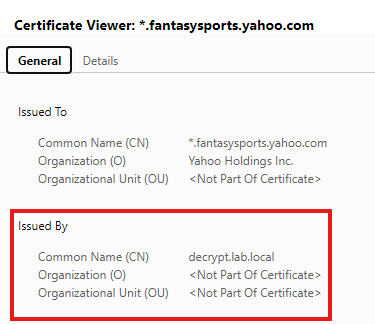 Certificate Viewer: *.fantasysports.yahoo.com
General Details
Issued To
Common Name (CN) *.fantasysports.yahoo.com
Organization (O) Yahoo Holdings Inc.
Organizational Unit (OU) <Not Part Of Certificate>
Issued By
Common Name (CN) decrypt.lab.local
Organization (O) <Not Part Of Certificate>
Organizational Unit (OU) <Not Part Of Certificate>